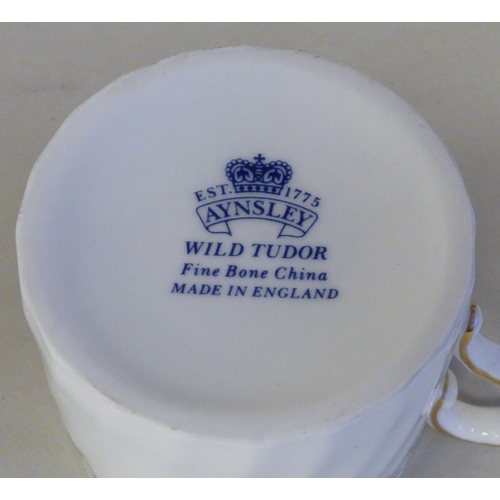 EST. 1775
AYNSLEY
WILD TUDOR
Fine Bone China
MADE IN ENGLAND